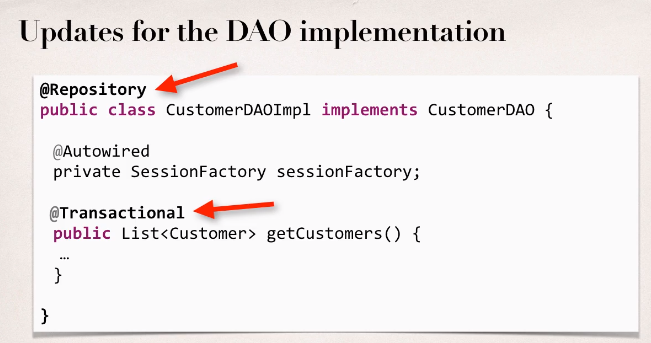 Updates for the DAO implementation
@Repository
public class CustomerDAOImpl implements CustomerDAO {
@Autowired
private SessionFactory sessionFactory;
@Transactional
public List<Customer> getCustomers() {
…
}
}